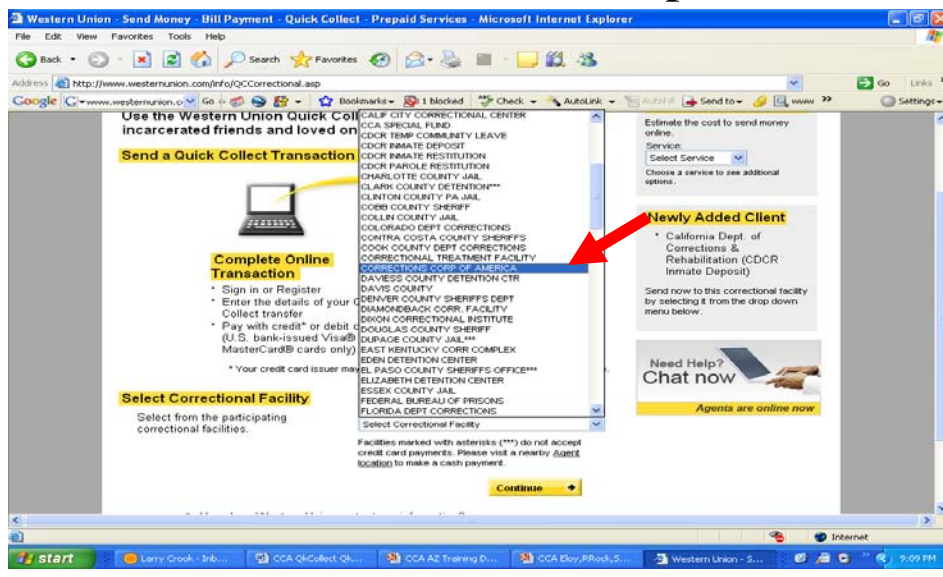 Western Union - Send Money - Bill Payment - Quick Collect - Prepaid Services - Microsoft Internet Explorer
File Edit View Favorites Tools Help
Back Search Favorites
Address http://www.westernunion.com/info/QCCorrectional.asp Go Links
Google www.westernunion.c Go Bookmarks 1 blocked Check AutoLink AutoFill Send to www Settings
Use the Western Union Quick Coll
incarcerated friends and loved on
Send a Quick Collect Transaction
Complete Online
Transaction
* Sign in or Register
* Enter the details of your
Collect transfer
* Pay with credit* or debit
(U.S. bank-issued Visa®
MasterCard® cards only)
* Your credit card issuer may
Select Correctional Facility
Select from the participating
correctional facilities.
CALIF CITY CORRECTIONAL CENTER
CCA SPECIAL FUND
CDCR TEMP COMMUNITY LEAVE
CDCR INMATE DEPOSIT
CDCR INMATE RESTITUTION
CDCR PAROLE RESTITUTION
CHARLOTTE COUNTY JAIL
CLARK COUNTY DETENTION***
CLINTON COUNTY PA JAIL
COBB COUNTY SHERIFF
COLLIN COUNTY JAIL
COLORADO DEPT CORRECTIONS
CONTRA COSTA COUNTY SHERIFFS
COOK COUNTY DEPT CORRECTIONS
CORRECTIONAL TREATMENT FACILITY
CORRECTIONS CORP OF AMERICA
DAVIESS COUNTY DETENTION CTR
DAVIS COUNTY
DENVER COUNTY SHERIFFS DEPT
DIAMONDBACK CORR. FACILITY
DIXON CORRECTIONAL INSTITUTE
DOUGLAS COUNTY SHERIFF
DUPAGE COUNTY JAIL***
EAST KENTUCKY CORR COMPLEX
EDEN DETENTION CENTER
EL PASO COUNTY SHERIFFS OFFICE***
ELIZABETH DETENTION CENTER
ESSEX COUNTY JAIL
FEDERAL BUREAU OF PRISONS
FLORIDA DEPT CORRECTIONS
Select Correctional Facility
Facilities marked with asterisks (***) do not accept
credit card payments. Please visit a nearby Agent
location to make a cash payment.
Continue
Estimate the cost to send money
online.
Service:
Select Service
Choose a service to see additional
options.
Newly Added Client
* California Dept. of
Corrections &
Rehabilitation (CDCR
Inmate Deposit)
Send now to this correctional facility
by selecting it from the drop down
menu below.
Need Help?
Chat now
Agents are online now
Internet
start Larry Crook - Inb... CCA QkCollect Qk... CCA AZ Training D... CCA Eloy,RRock,S... Western Union - S... 9:09 PM